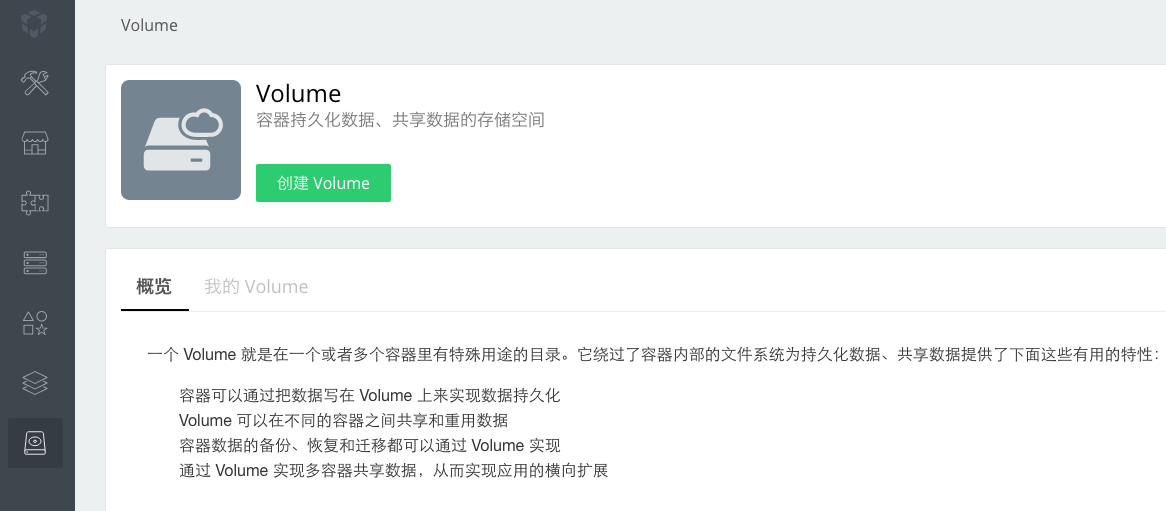 Volume
Volume
容器持久化数据、共享数据的存储空间
创建 Volume
概览 我的 Volume
一个 Volume 就是在一个或者多个容器里有特殊用途的目录。它绕过了容器内部的文件系统为持久化数据、共享数据提供了下面这些有用的特性：
容器可以通过把数据写在 Volume 上来实现数据持久化
Volume 可以在不同的容器之间共享和重用数据
容器数据的备份、恢复和迁移都可以通过 Volume 实现
通过 Volume 实现多容器共享数据，从而实现应用的横向扩展